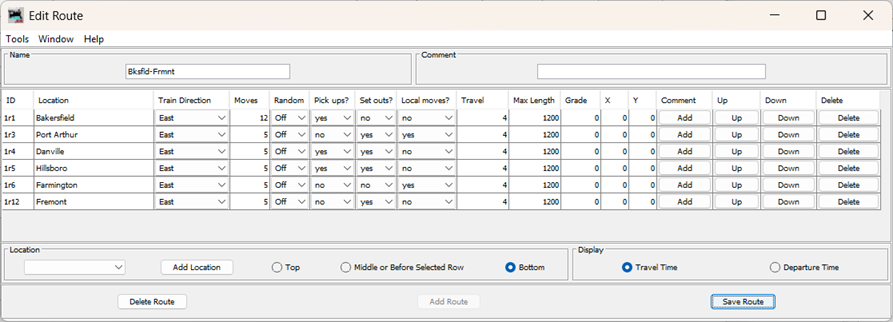 Edit Route
Tools Window Help
Name Comment
Bksfld-Frmnt
ID Location Train Direction Moves Random Pick ups? Set outs? Local moves? Travel Max Length Grade X Y Comment Up Down Delete
1r1 Bakersfield East 12 Off yes no no 4 1200 0 0 0 Add Up Down Delete
1r3 Port Arthur East 5 Off no yes yes 4 1200 0 0 0 Add Up Down Delete
1r4 Danville East 5 Off yes yes no 4 1200 0 0 0 Add Up Down Delete
1r5 Hillsboro East 5 Off yes yes no 4 1200 0 0 0 Add Up Down Delete
1r6 Farmington East 5 Off no no yes 4 1200 0 0 0 Add Up Down Delete
1r12 Fremont East 5 Off no yes no 4 1200 0 0 0 Add Up Down Delete
Location Display
Add Location Top Middle or Before Selected Row Bottom Travel Time Departure Time
Delete Route Add Route Save Route